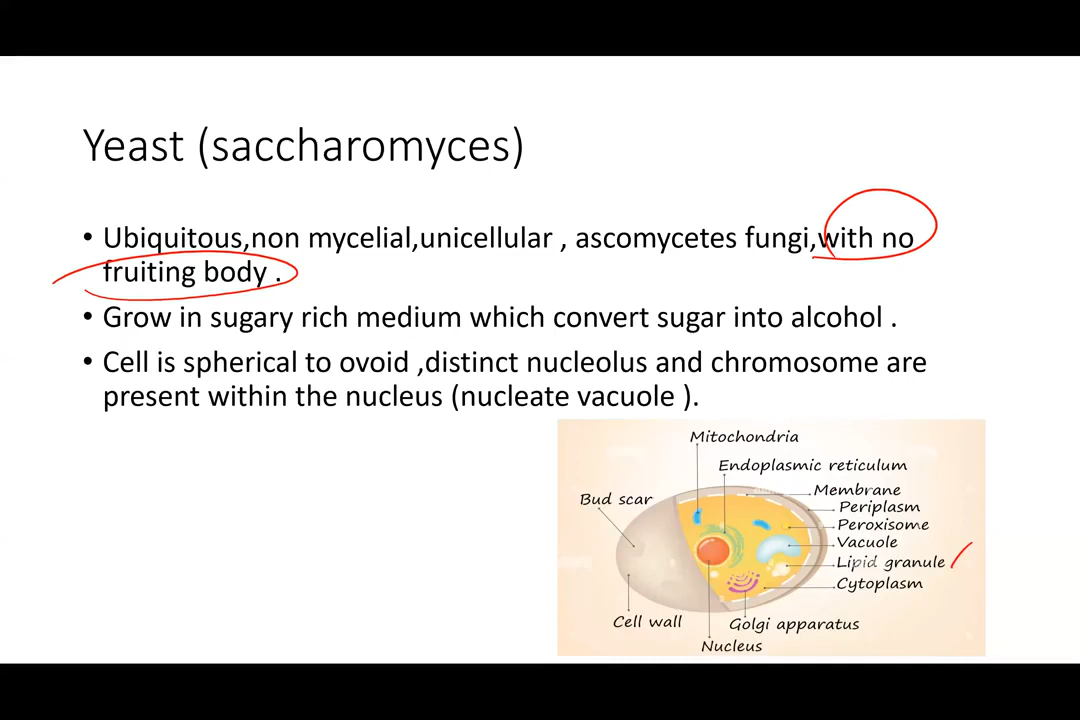 Yeast (saccharomyces)
• Ubiquitous,non mycelial,unicellular , ascomycetes fungi,with no
fruiting body .
• Grow in sugary rich medium which convert sugar into alcohol .
• Cell is spherical to ovoid ,distinct nucleolus and chromosome are
present within the nucleus (nucleate vacuole ).
Mitochondria
Endoplasmic reticulum
Membrane
Bud scar
Periplasm
Peroxisome
Vacuole
Lipid granule
Cytoplasm
Cell wall
Golgi apparatus
Nucleus